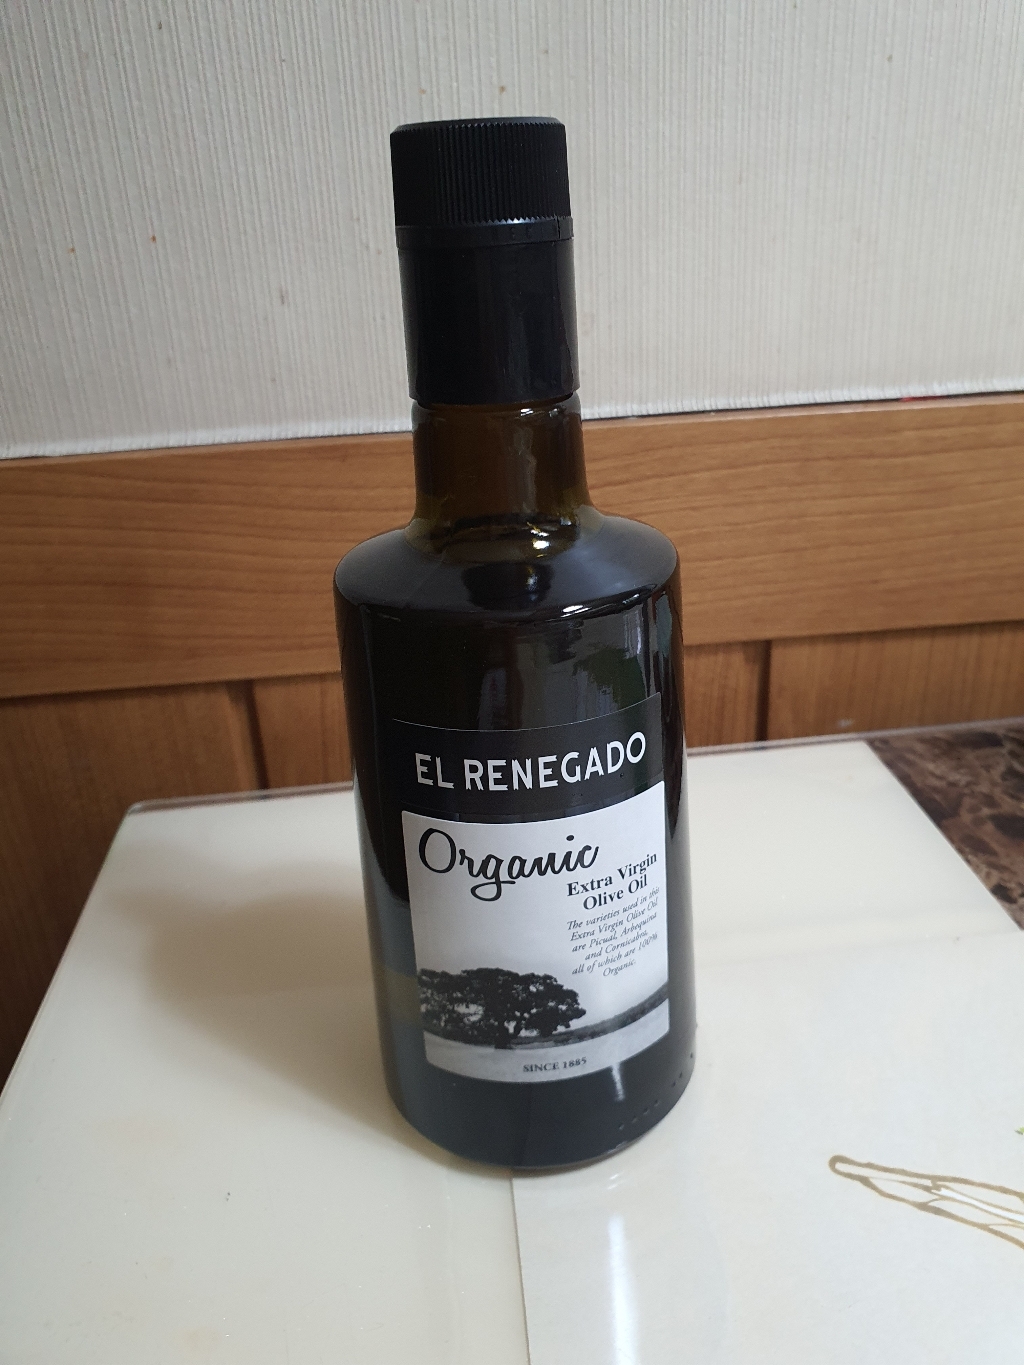 EL RENEGADO
Organic
Extra Virgin
Olive Oil
The varieties used in this
Extra Virgin Olive Oil
are Picual, Arbequina
and Cornicabra,
all of which are 100%
Organic.
SINCE 1885